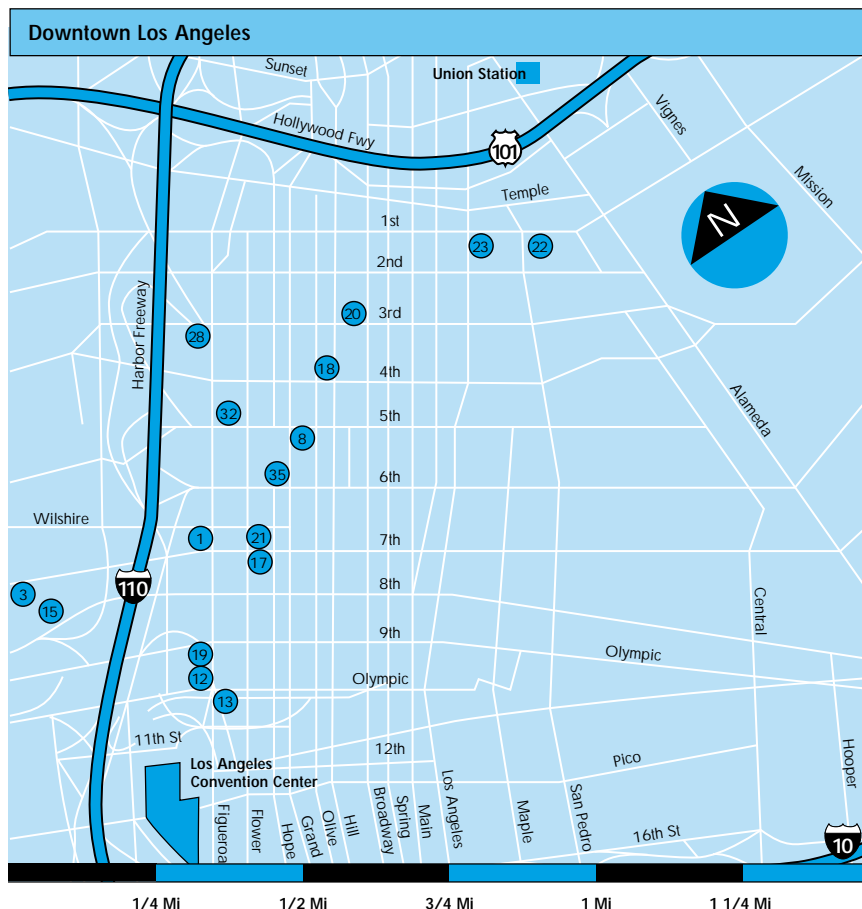 Downtown Los Angeles
Sunset
Union Station
Vignes
Hollywood Fwy
101
Mission
Temple
N
1st
23
22
2nd
Harbor Freeway
20
3rd
28
18
4th
Alameda
32
5th
8
35
6th
Wilshire
1
21
7th
17
110
8th
3
15
Central
9th
19
Olympic
12
Olympic
13
11th St
12th
Hooper
Los Angeles
Convention Center
Pico
Figueroa
Flower
Hope
Grand
Olive
Hill
Broadway
Spring
Main
Los Angeles
Maple
San Pedro
16th St
10
1/4 Mi
1/2 Mi
3/4 Mi
1 Mi
1 1/4 Mi